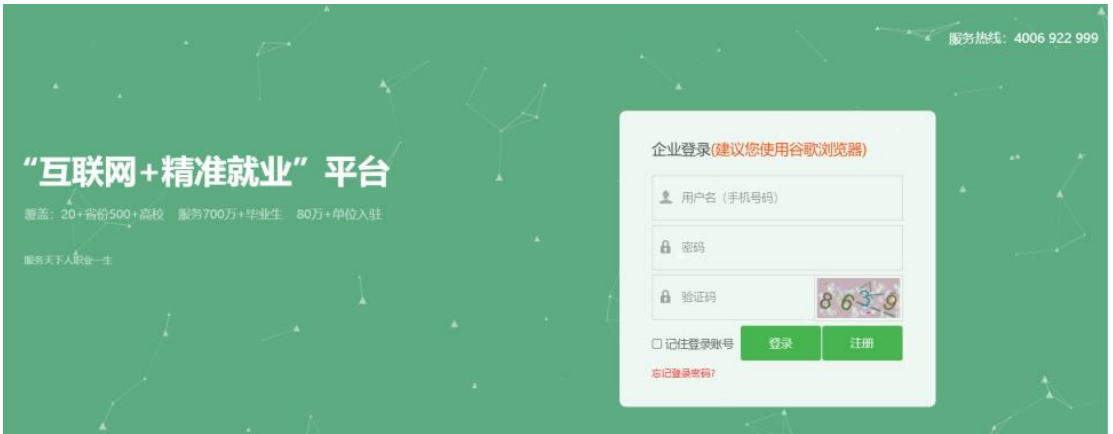 服务热线：4006 922 999
“互联网+精准就业”平台
覆盖：20+省份500+高校 服务700万+毕业生 80万+单位入驻
服务天下人职业一生
企业登录(建议您使用谷歌浏览器)
用户名（手机号码）
密码
验证码 8639
记住登录账号 登录 注册
忘记登录密码?